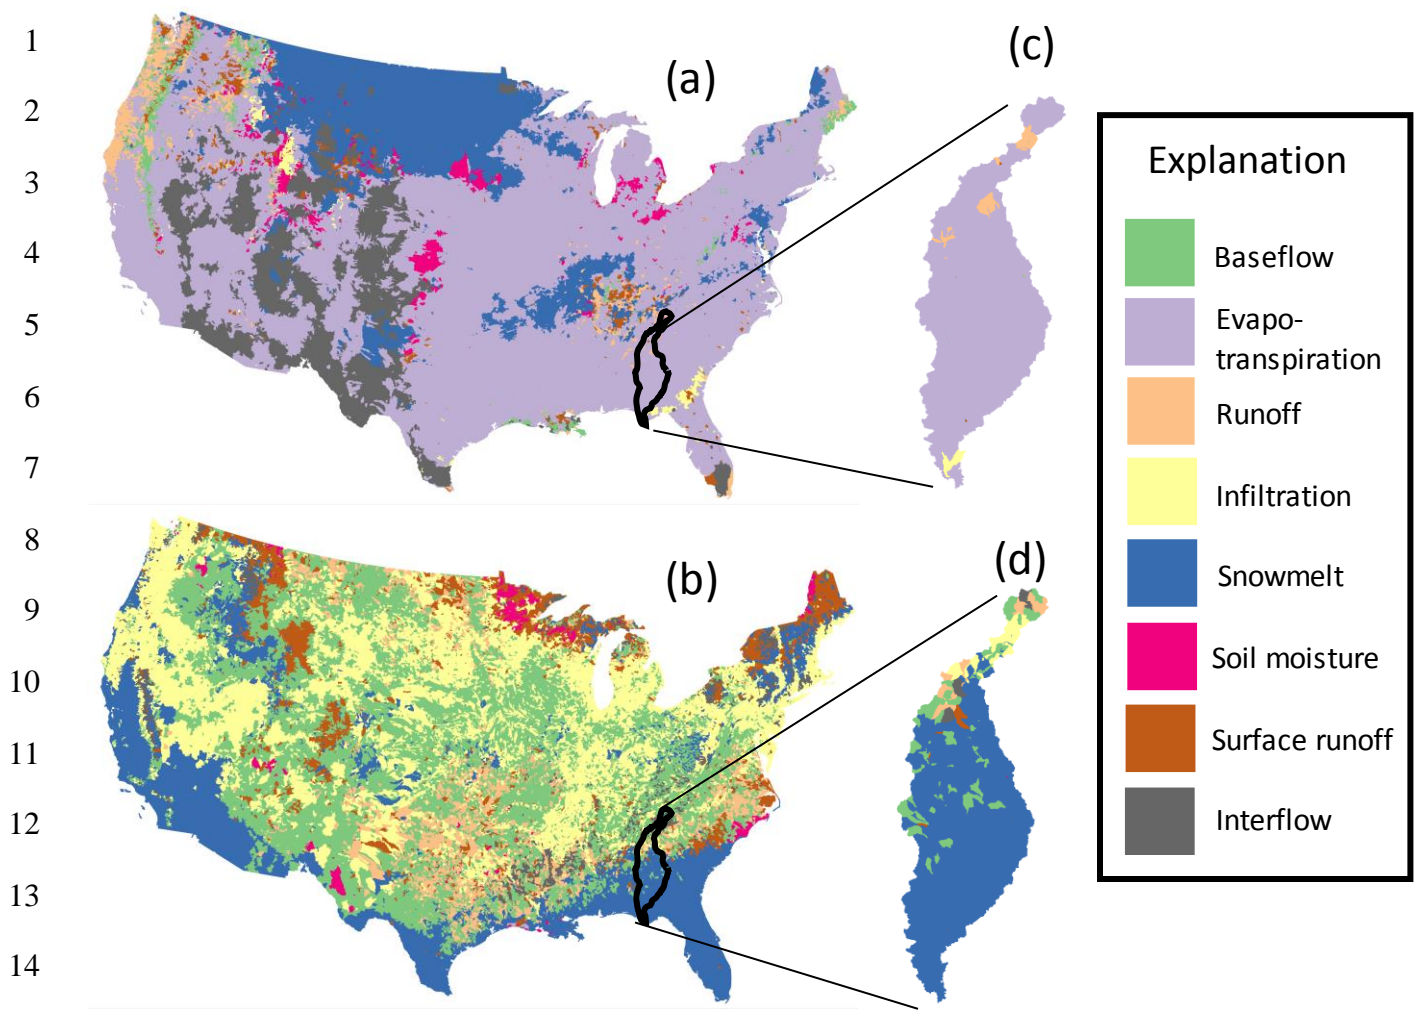 1
2
3
4
5
6
7
8
9
10
11
12
13
14
(a)
(c)
(b)
(d)
Explanation
Baseflow
Evapo-
transpiration
Runoff
Infiltration
Snowmelt
Soil moisture
Surface runoff
Interflow